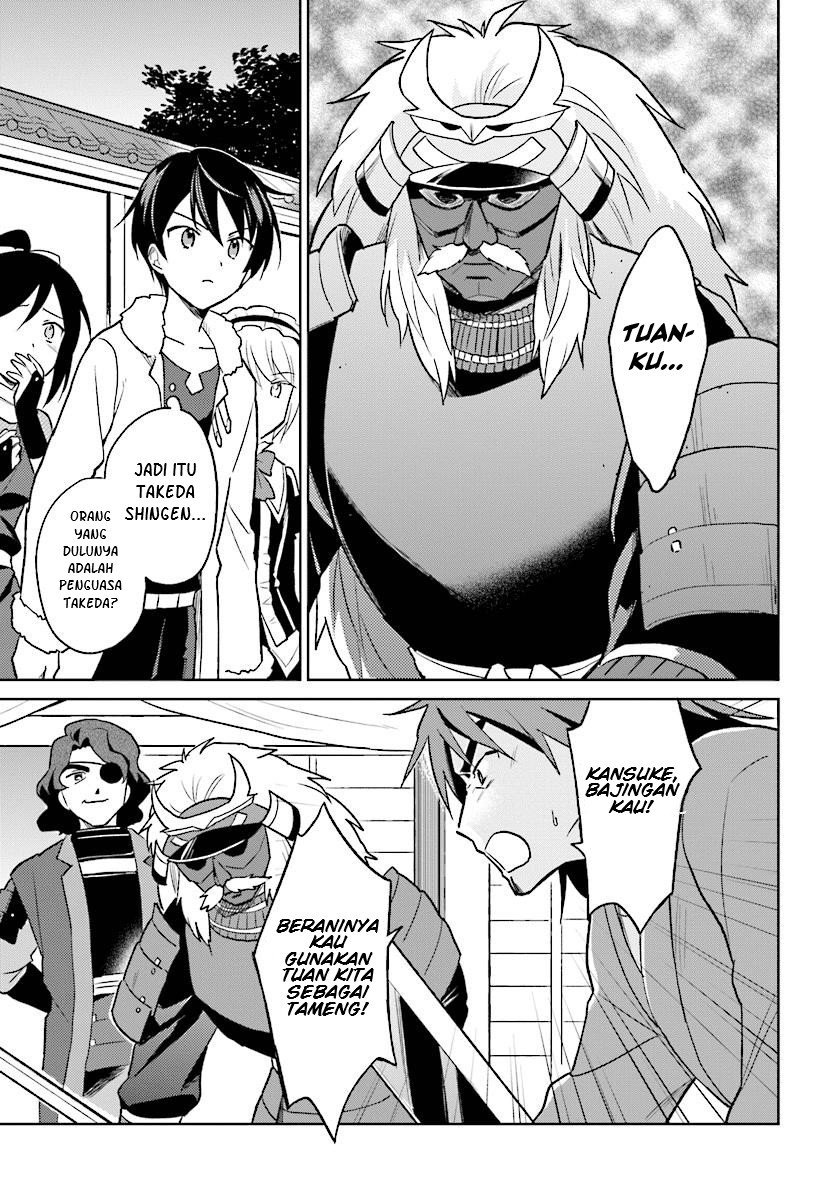 TUAN-
KU...
JADI ITU
TAKEDA
SHINGEN...
ORANG
YANG
DULUNYA
ADALAH
PENGUASA
TAKEDA?
KANSUKE,
BAJINGAN
KAU!
BERANINYA
KAU
GUNAKAN
TUAN KITA
SEBAGAI
TAMENG!